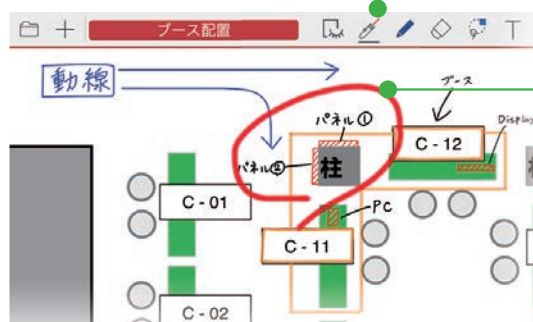 ブース配置
T
動線
ブース
パネル①
Display
C - 12
パネル②
柱
C - 01
PC
C - 11
C - 02